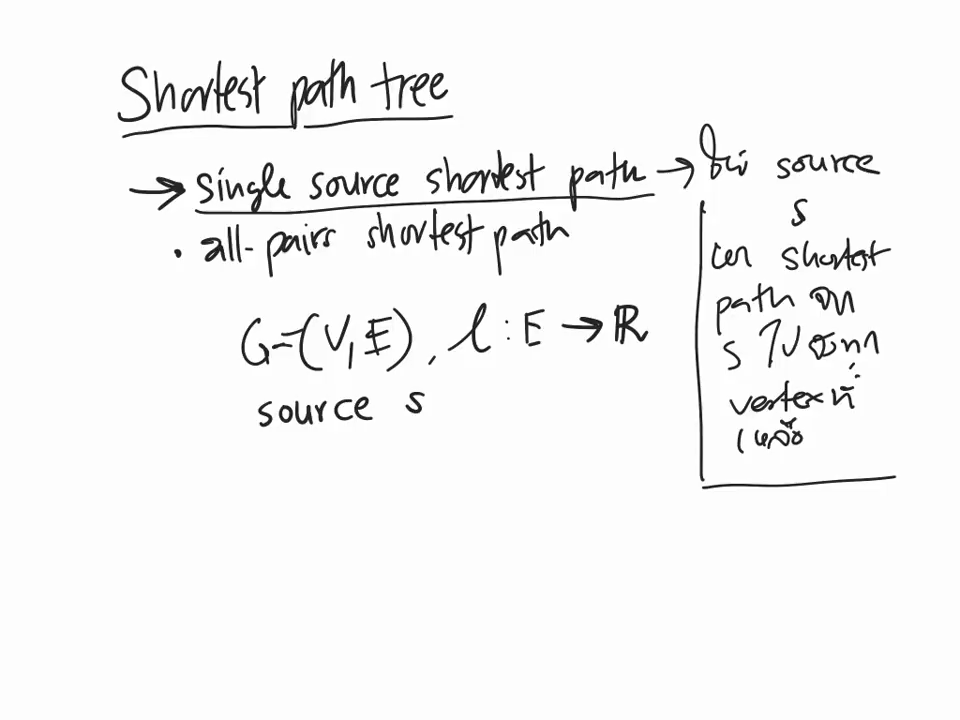 Shortest path tree
→ single source shortest path → ให้ source
s
· all-pairs shortest path
หา shortest
path จาก
s ไปยังทุก
vertex ที่
เหลือ
G=(V,E), l : E → ℝ
source s